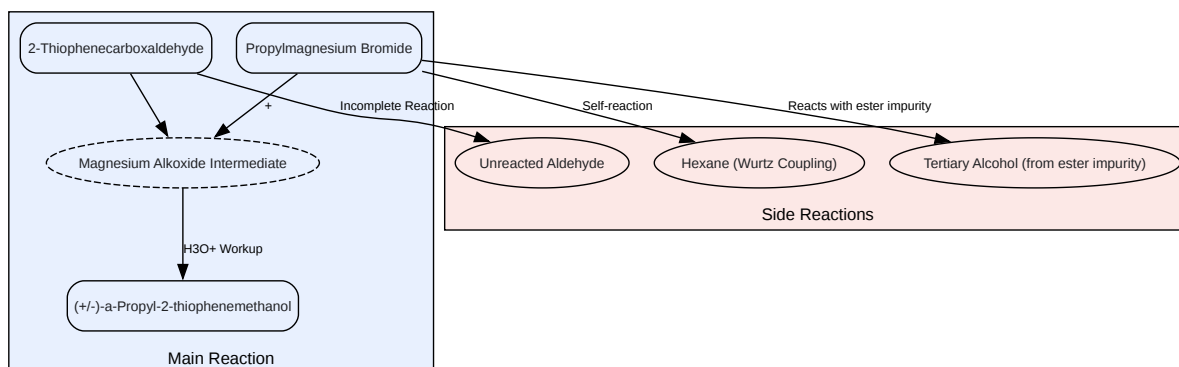 2-Thiophenecarboxaldehyde
Propylmagnesium Bromide
+
Incomplete Reaction
Self-reaction
Reacts with ester impurity
Magnesium Alkoxide Intermediate
Unreacted Aldehyde
Hexane (Wurtz Coupling)
Tertiary Alcohol (from ester impurity)
Side Reactions
H3O+ Workup
(+/-)-a-Propyl-2-thiophenemethanol
Main Reaction